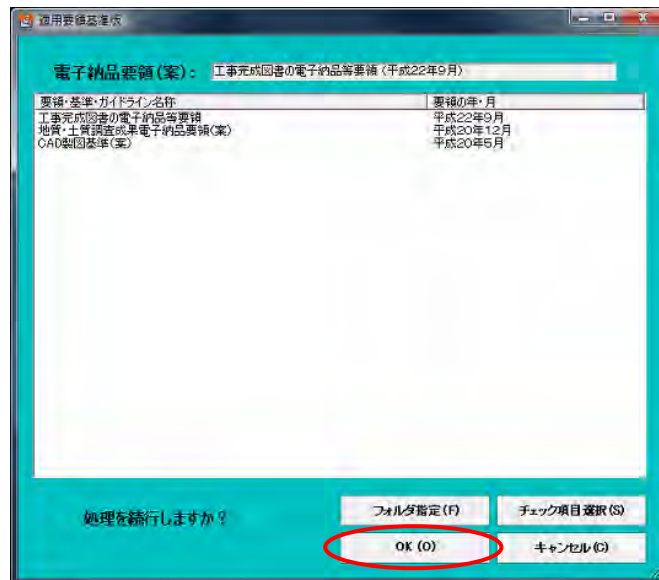 適用要領基準版
電子納品要領(案): 工事完成図書の電子納品等要領 (平成22年9月)
要領・基準・ガイドライン名称 要領の年・月
工事完成図書の電子納品等要領 平成22年9月
地質・土質調査成果電子納品要領(案) 平成20年12月
CAD製図基準(案) 平成20年5月
処理を続行しますか?
フォルダ指定(F) チェック項目選択(S)
OK (O) キャンセル(C)